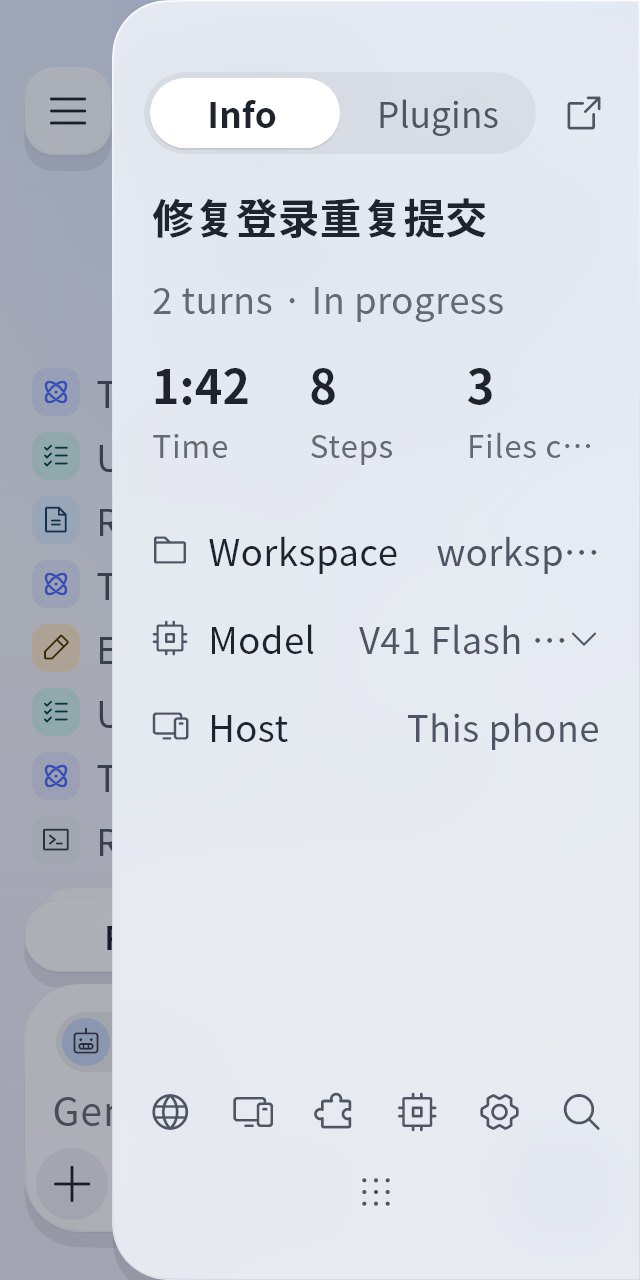 Info Plugins
修复登录重复提交
2 turns · In progress
1:42 8 3
Time Steps Files c…
Workspace worksp…
Model V41 Flash …
Host This phone